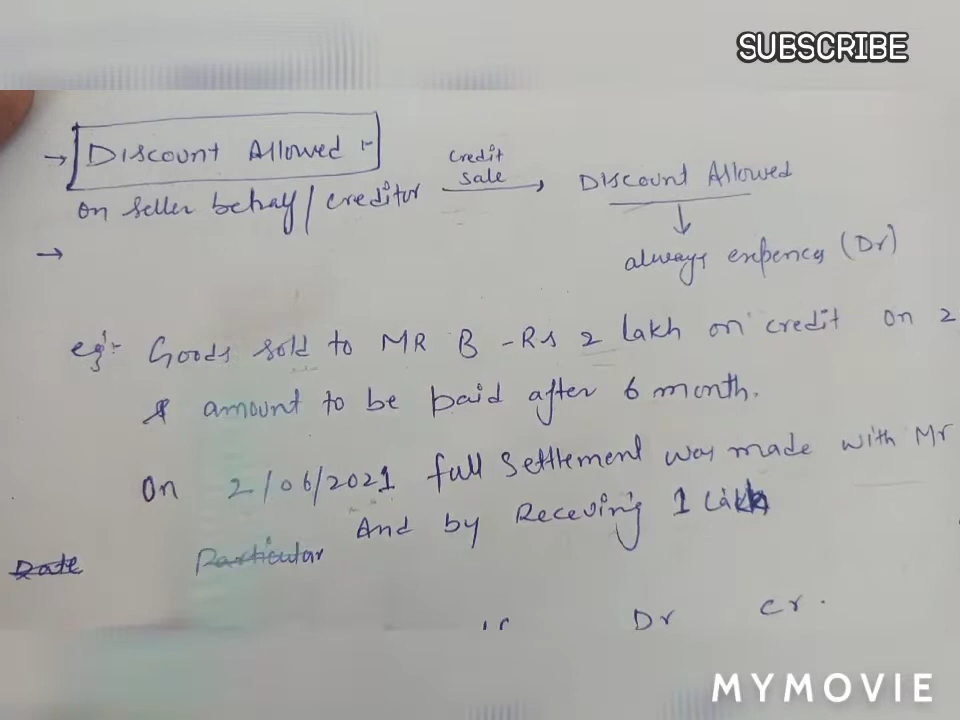 SUBSCRIBE
→ Discount Allowed :-
on seller behay / creditor credit sale → Discount Allowed
→
always expences (Dr)
eg:- Goods sold to MR B - Rs 2 lakh on credit on 2
& amount to be paid after 6 month.
On 2/06/2021 full Settlement was made with Mr
And by Receving 1 Lakh
Date Particular
Dr Cr.
MYMOVIE